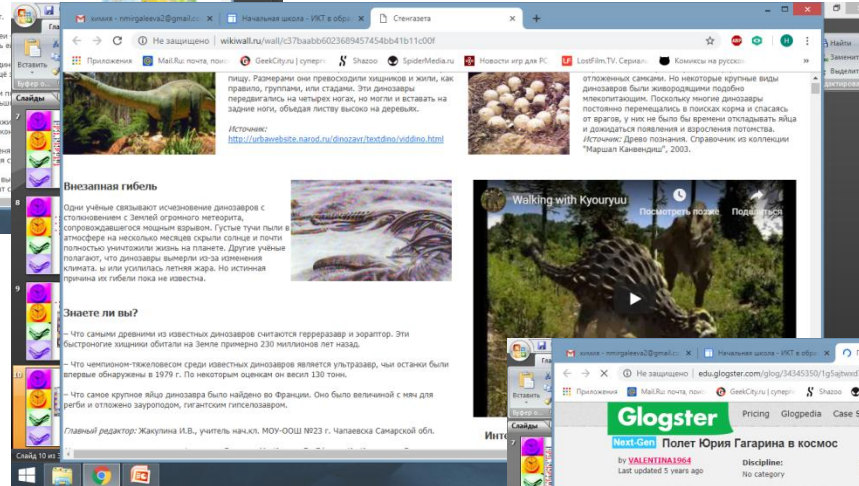 химия - nmirgaleeva2@gmail.co
Начальная школа - ИКТ в обра
Стенгазета
Не защищено | wikiwall.ru/wall/c37baabb6023689457454bb41b11c00f
Приложения
Mail.Ru: почта, поис
GeekCity.ru | суперг
Shazoo
SpiderMedia.ru
Новости игр для PC
LostFilm.TV. Сериал
Комиксы на русско
Вставить
Буфер о...
Слайды
7
8
9
10
Слайд 10 из
Найти
Заменить
Выделит
пищу. Размерами они превосходили хищников и жили, как
правило, группами, или стадами. Эти динозавры
передвигались на четырех ногах, но могли и вставать на
задние ноги, объедая листву высоко на деревьях.
Источник:
http://urbawebsite.narod.ru/dinozavr/textdino/viddino.html
отложенных самками. Но некоторые крупные виды
динозавров были живородящими подобно
млекопитающим. Поскольку многие динозавры
постоянно перемещались в поисках корма и спасаясь
от врагов, у них не было бы времени откладывать яйца
и дожидаться появления и взросления потомства.
Источник: Древо познания. Справочник из коллекции
"Маршал Канвендиш", 2003.
Внезапная гибель
Одни учёные связывают исчезновение динозавров с
столкновением с Землей огромного метеорита,
сопровождавшегося мощным взрывом. Густые тучи пыли в
атмосфере на несколько месяцев скрыли солнце и почти
полностью уничтожили жизнь на планете. Другие учёные
полагают, что динозавры вымерли из-за изменения
климата. ы или усилилась летняя жара. Но истинная
причина их гибели пока не известна.
Walking with Kyouryuu
Посмотреть позже
Поделиться
Знаете ли вы?
– Что самыми древними из известных динозавров считаются герреразавр и эораптор. Эти
быстроногие хищники обитали на Земле примерно 230 миллионов лет назад.
– Что чемпионом-тяжеловесом среди известных динозавров является ультразавр, чьи останки были
впервые обнаружены в 1979 г. По некоторым оценкам он весил 130 тонн.
– Что самое крупное яйцо динозавра было найдено во Франции. Оно было величиной с мяч для
регби и отложено зауроподом, гигантским гипселозавром.
Главный редактор: Жакулина И.В., учитель нач.кл. МОУ-ООШ №23 г. Чапаевска Самарской обл.
Инте
химия - nmirgaleeva2@gmail.co
Начальная школа - ИКТ в обра
Не защищено | edu.glogster.com/glog/34345350/1g5ajtwxd
Приложения
Mail.Ru: почта, поис
GeekCity.ru | суперг
Shazoo
Вставить
Буфер о...
Слайды
7
Glogster
Pricing
Glogpedia
Case S
Next-Gen Полет Юрия Гагарина в космос
by VALENTINA1964
Last updated 5 years ago
Discipline:
No category